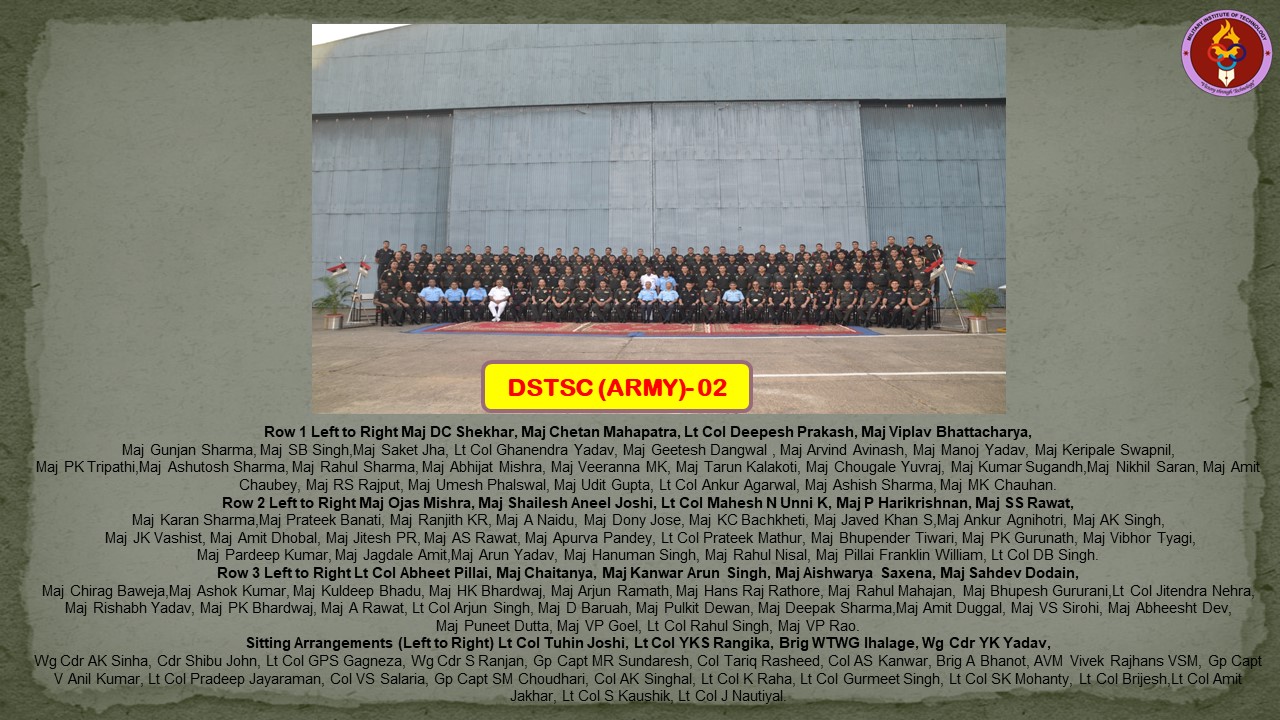 MILITARY INSTITUTE OF TECHNOLOGY
DSTSC (ARMY)- 02
Row 1 Left to Right Maj DC Shekhar, Maj Chetan Mahapatra, Lt Col Deepesh Prakash, Maj Viplav Bhattacharya,
Maj Gunjan Sharma, Maj SB Singh,Maj Saket Jha, Lt Col Ghanendra Yadav, Maj Geetesh Dangwal , Maj Arvind Avinash, Maj Manoj Yadav, Maj Keripale Swapnil,
Maj PK Tripathi,Maj Ashutosh Sharma, Maj Rahul Sharma, Maj Abhijat Mishra, Maj Veeranna MK, Maj Tarun Kalakoti, Maj Chougale Yuvraj, Maj Kumar Sugandh,Maj Nikhil Saran, Maj Amit
Chaubey, Maj RS Rajput, Maj Umesh Phalswal, Maj Udit Gupta, Lt Col Ankur Agarwal, Maj Ashish Sharma, Maj MK Chauhan.
Row 2 Left to Right Maj Ojas Mishra, Maj Shailesh Aneel Joshi, Lt Col Mahesh N Unni K, Maj P Harikrishnan, Maj SS Rawat,
Maj Karan Sharma,Maj Prateek Banati, Maj Ranjith KR, Maj A Naidu, Maj Dony Jose, Maj KC Bachkheti, Maj Javed Khan S,Maj Ankur Agnihotri, Maj AK Singh,
Maj JK Vashist, Maj Amit Dhobal, Maj Jitesh PR, Maj AS Rawat, Maj Apurva Pandey, Lt Col Prateek Mathur, Maj Bhupender Tiwari, Maj PK Gurunath, Maj Vibhor Tyagi,
Maj Pardeep Kumar, Maj Jagdale Amit,Maj Arun Yadav, Maj Hanuman Singh, Maj Rahul Nisal, Maj Pillai Franklin William, Lt Col DB Singh.
Row 3 Left to Right Lt Col Abheet Pillai, Maj Chaitanya, Maj Kanwar Arun Singh, Maj Aishwarya Saxena, Maj Sahdev Dodain,
Maj Chirag Baweja,Maj Ashok Kumar, Maj Kuldeep Bhadu, Maj HK Bhardwaj, Maj Arjun Ramath, Maj Hans Raj Rathore, Maj Rahul Mahajan, Maj Bhupesh Gururani,Lt Col Jitendra Nehra,
Maj Rishabh Yadav, Maj PK Bhardwaj, Maj A Rawat, Lt Col Arjun Singh, Maj D Baruah, Maj Pulkit Dewan, Maj Deepak Sharma,Maj Amit Duggal, Maj VS Sirohi, Maj Abheesht Dev,
Maj Puneet Dutta, Maj VP Goel, Lt Col Rahul Singh, Maj VP Rao.
Sitting Arrangements (Left to Right) Lt Col Tuhin Joshi, Lt Col YKS Rangika, Brig WTWG Ihalage, Wg Cdr YK Yadav,
Wg Cdr AK Sinha, Cdr Shibu John, Lt Col GPS Gagneza, Wg Cdr S Ranjan, Gp Capt MR Sundaresh, Col Tariq Rasheed, Col AS Kanwar, Brig A Bhanot, AVM Vivek Rajhans VSM, Gp Capt
V Anil Kumar, Lt Col Pradeep Jayaraman, Col VS Salaria, Gp Capt SM Choudhari, Col AK Singhal, Lt Col K Raha, Lt Col Gurmeet Singh, Lt Col SK Mohanty, Lt Col Brijesh,Lt Col Amit
Jakhar, Lt Col S Kaushik, Lt Col J Nautiyal.